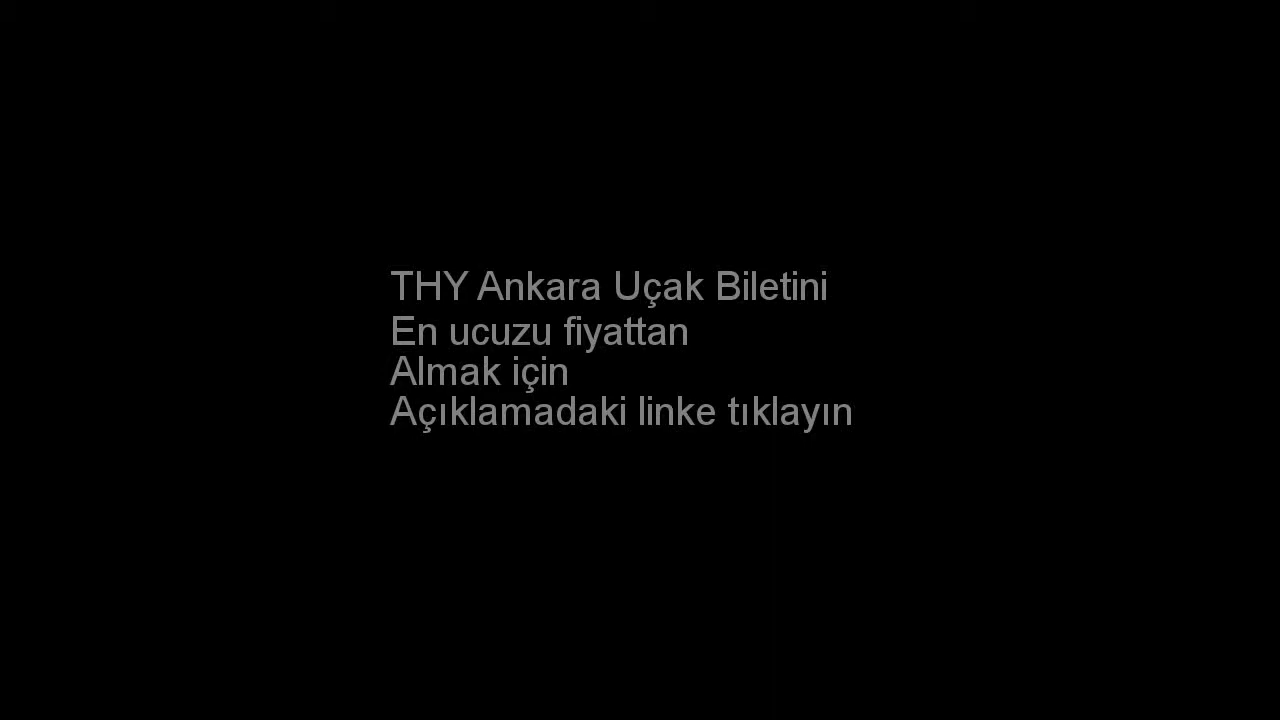 THY Ankara Uçak Biletini
En ucuzu fiyattan
Almak için
Açıklamadaki linke tıklayın